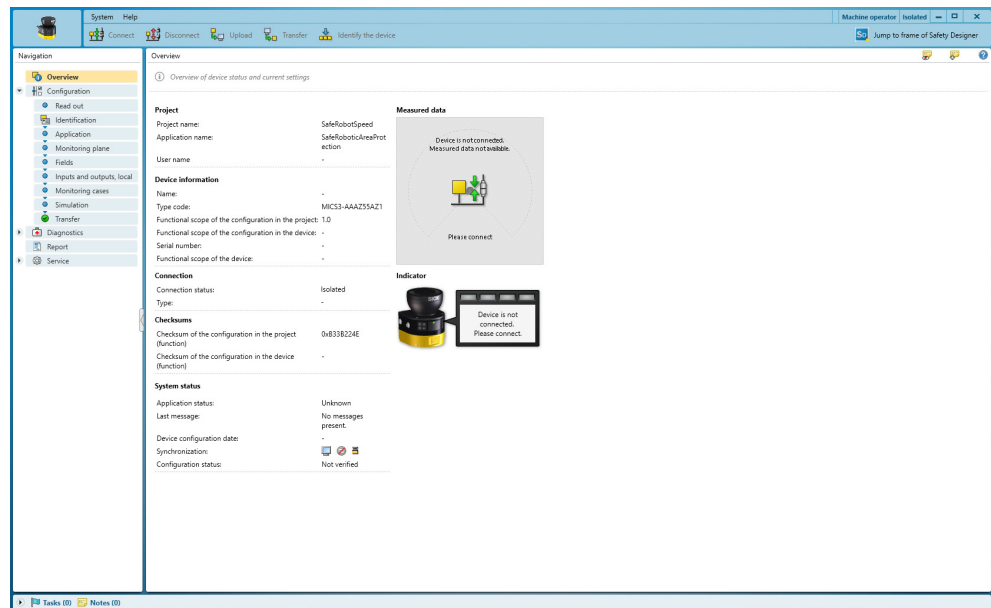 System Help
Machine operator Isolated
Connect Disconnect Upload Transfer Identify the device
So Jump to frame of Safety Designer
Navigation
Overview
Configuration
Read out
Identification
Application
Monitoring plane
Fields
Inputs and outputs, local
Monitoring cases
Simulation
Transfer
Diagnostics
Report
Service
Overview
Overview of device status and current settings
Project
Project name: SafeRobotSpeed
Application name: SafeRoboticAreaProt
ection
User name -
Device information
Name: -
Type code: MICS3-AAAZ55AZ1
Functional scope of the configuration in the project: 1.0
Functional scope of the configuration in the device: -
Serial number: -
Functional scope of the device: -
Connection
Connection status: Isolated
Type: -
Checksums
Checksum of the configuration in the project 0xB33B224E
(function)
Checksum of the configuration in the device -
(function)
System status
Application status: Unknown
Last message: No messages
present.
Device configuration date: -
Synchronization:
Configuration status: Not verified
Measured data
Device is not connected.
Measured data not available.
Please connect
Indicator
Device is not
connected.
Please connect.
Tasks (0) Notes (0)